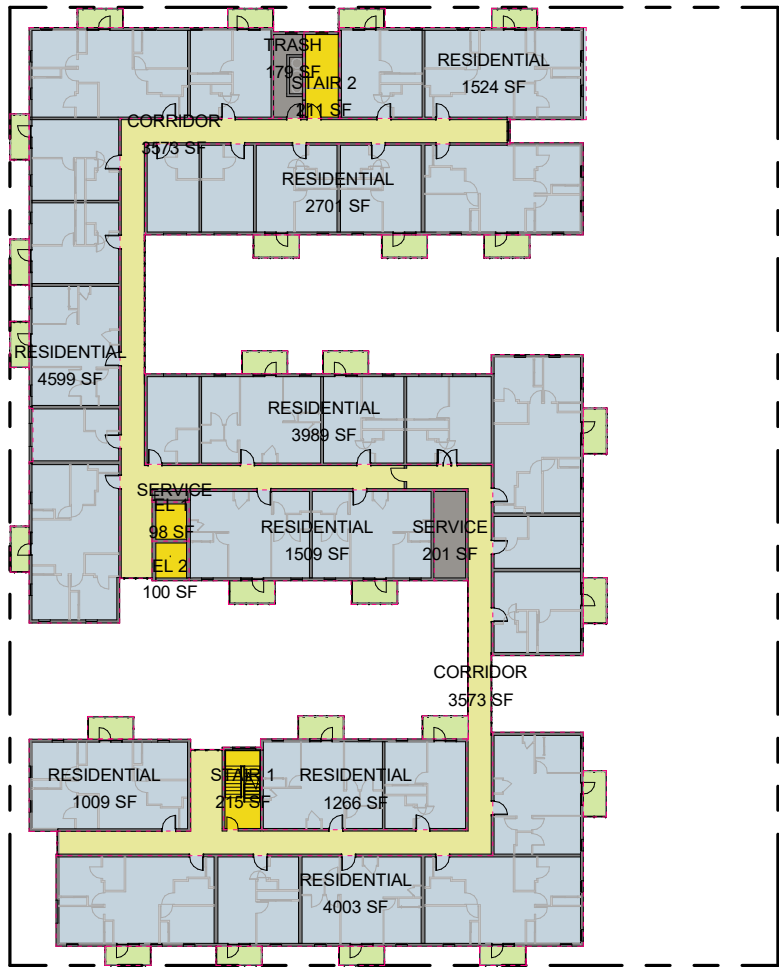 TRASH
179 SF
RESIDENTIAL
1524 SF
STAIR 2
211 SF
CORRIDOR
3573 SF
RESIDENTIAL
2701 SF
RESIDENTIAL
4599 SF
RESIDENTIAL
3989 SF
SERVICE
EL 1
98 SF
RESIDENTIAL
1509 SF
SERVICE
201 SF
EL 2
100 SF
CORRIDOR
3573 SF
RESIDENTIAL
1009 SF
STAIR 1
215 SF
RESIDENTIAL
1266 SF
RESIDENTIAL
4003 SF